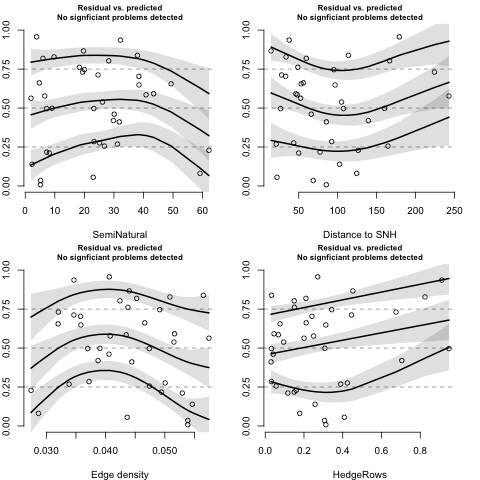 Residual vs. predicted
No signficiant problems detected
0.00 0.25 0.50 0.75 1.00
0 10 20 30 40 50 60
SemiNatural
Residual vs. predicted
No signficiant problems detected
0.00 0.25 0.50 0.75 1.00
50 100 150 200 250
Distance to SNH
Residual vs. predicted
No signficiant problems detected
0.00 0.25 0.50 0.75 1.00
0.030 0.040 0.050
Edge density
Residual vs. predicted
No signficiant problems detected
0.00 0.25 0.50 0.75 1.00
0.0 0.2 0.4 0.6 0.8
HedgeRows